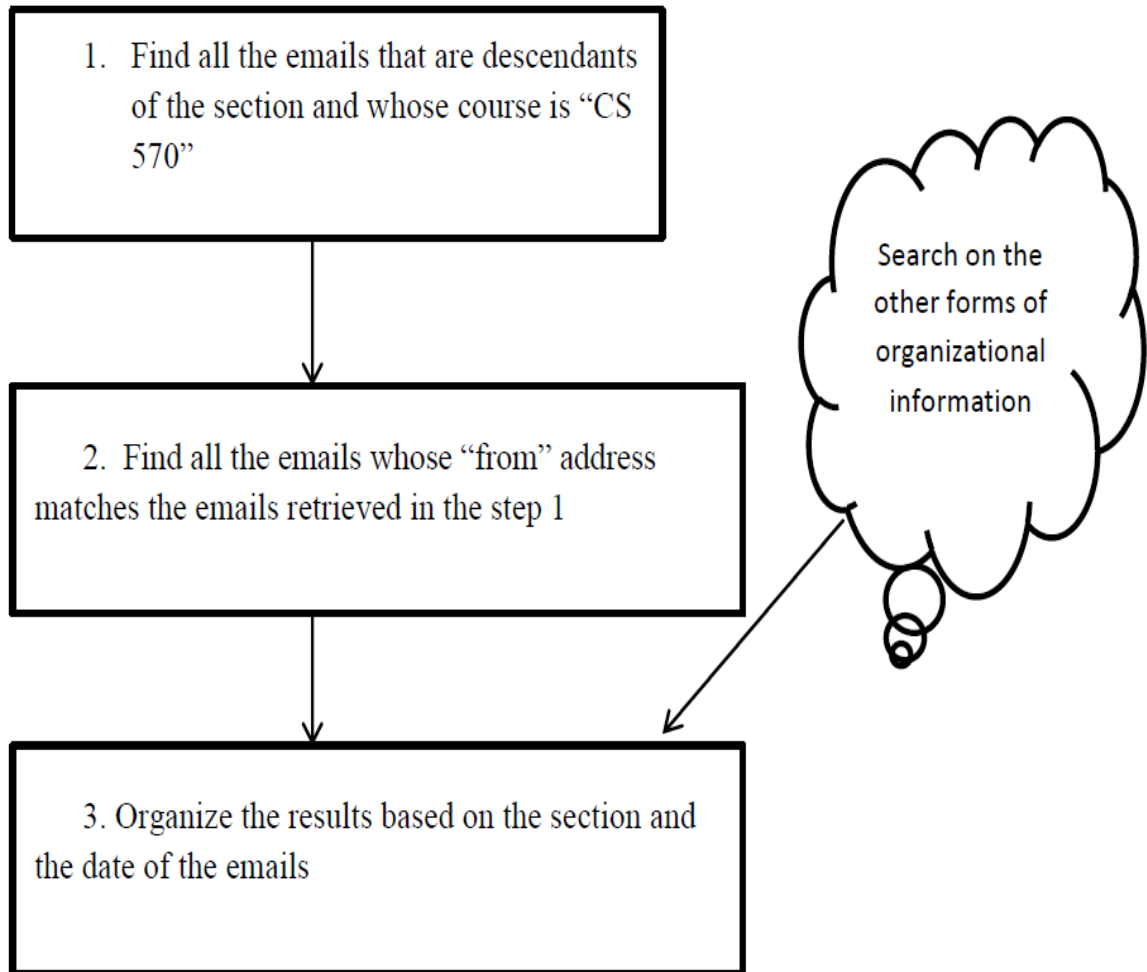 1. Find all the emails that are descendants
of the section and whose course is “CS
570”
Search on the
other forms of
organizational
information
2. Find all the emails whose “from” address
matches the emails retrieved in the step 1
3. Organize the results based on the section and
the date of the emails